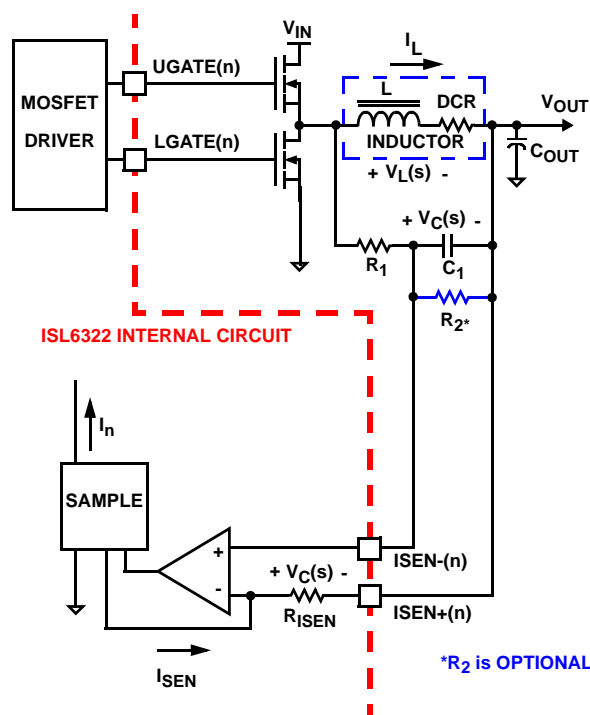 V_IN
I_L
MOSFET
DRIVER
UGATE(n)
LGATE(n)
L
DCR
INDUCTOR
V_OUT
C_OUT
+ V_L(s) -
+ V_C(s) -
R_1
C_1
R_2*
ISL6322 INTERNAL CIRCUIT
I_n
SAMPLE
+
-
+ V_C(s) -
R_ISEN
ISEN-(n)
ISEN+(n)
I_SEN
*R_2 is OPTIONAL